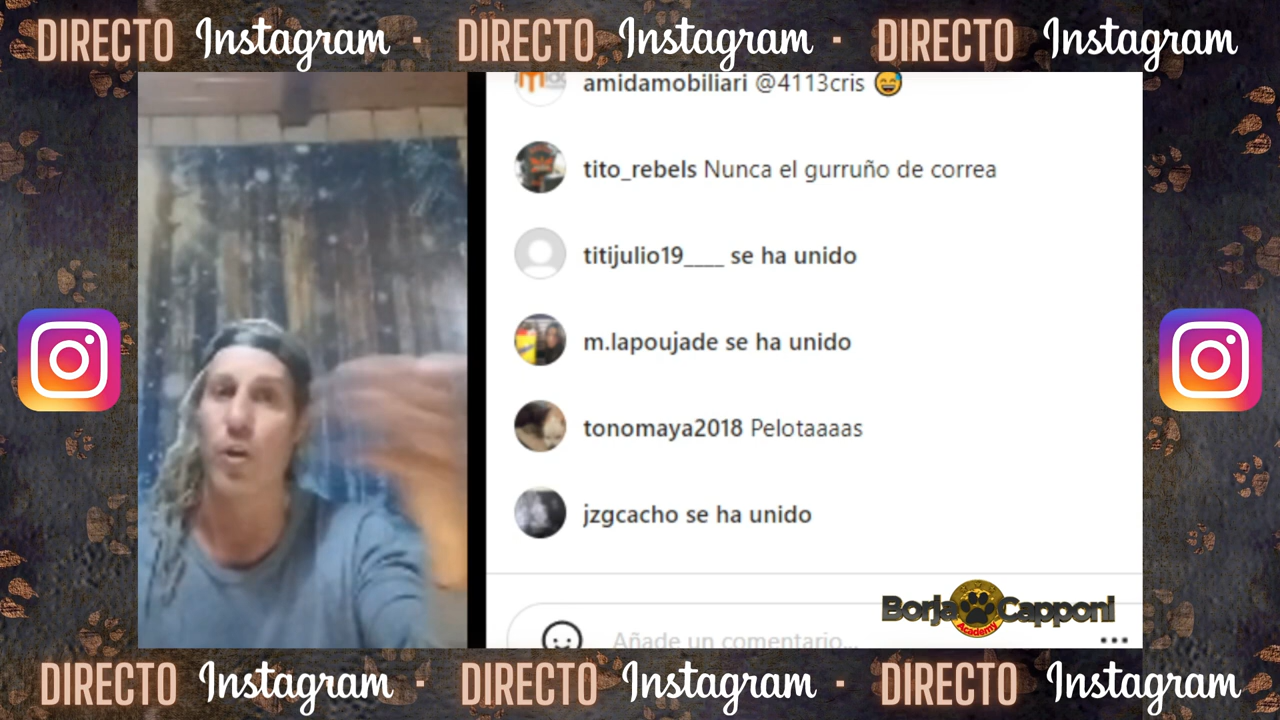 DIRECTO Instagram · DIRECTO Instagram · DIRECTO Instagram
amidamobiliari @4113cris 😅
tito_rebels Nunca el gurruño de correa
titijulio19____ se ha unido
m.lapoujade se ha unido
tonomaya2018 Pelotaaaas
jzgcacho se ha unido
Borja Capponi
Academy
Añade un comentario...
DIRECTO Instagram · DIRECTO Instagram · DIRECTO Instagram